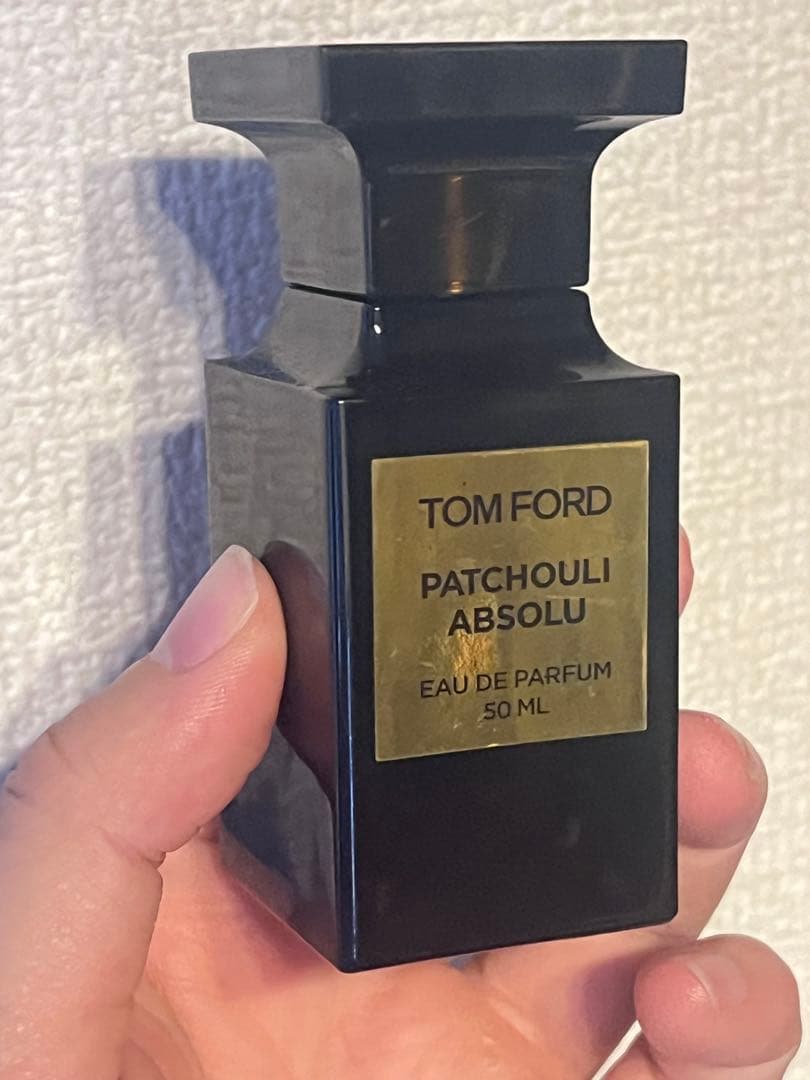 TOM FORD
PATCHOULI
ABSOLU
EAU DE PARFUM
50 ML